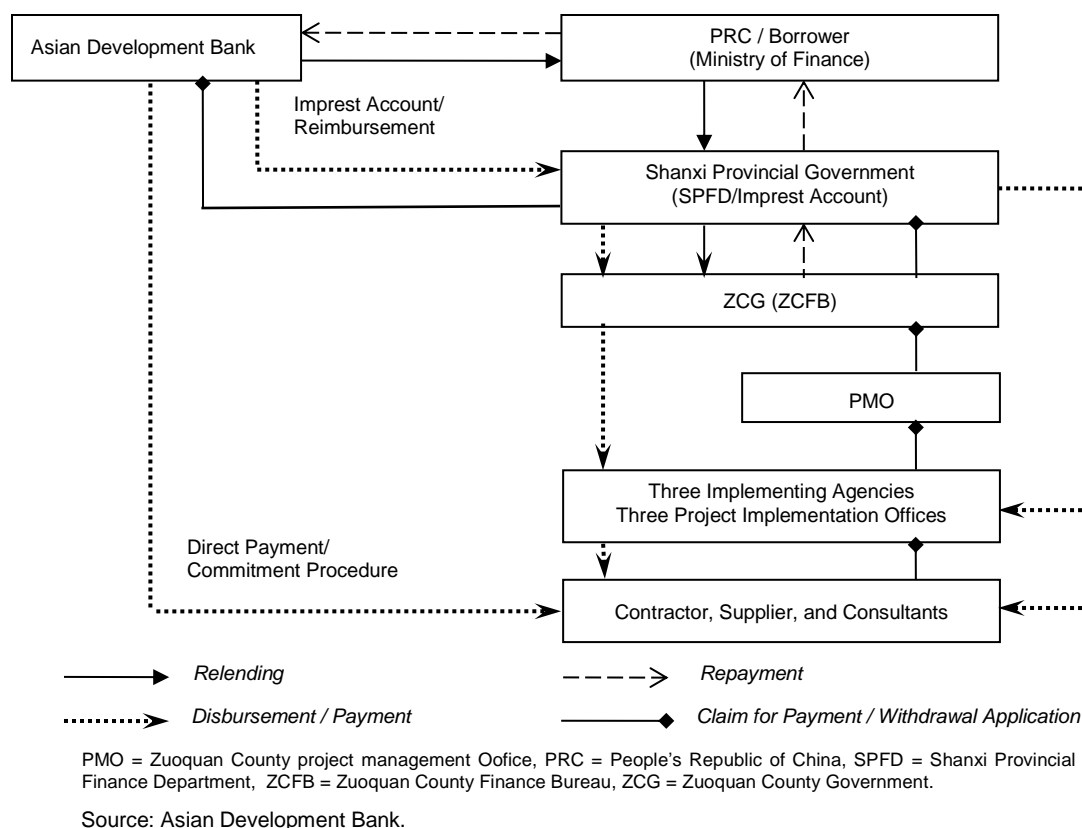 Asian Development Bank
PRC / Borrower
(Ministry of Finance)
Imprest Account/
Reimbursement
Shanxi Provincial Government
(SPFD/Imprest Account)
ZCG (ZCFB)
PMO
Three Implementing Agencies
Three Project Implementation Offices
Direct Payment/
Commitment Procedure
Contractor, Supplier, and Consultants
Relending
Repayment
Disbursement / Payment
Claim for Payment / Withdrawal Application
PMO = Zuoquan County project management Oofice, PRC = People's Republic of China, SPFD = Shanxi Provincial
Finance Department, ZCFB = Zuoquan County Finance Bureau, ZCG = Zuoquan County Government.
Source: Asian Development Bank.